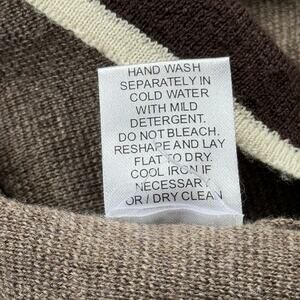 HAND WASH
SEPARATELY IN
COLD WATER
WITH MILD
DETERGENT.
DO NOT BLEACH.
RESHAPE AND LAY
FLAT TO DRY.
COOL IRON IF
NECESSARY
OR / DRY CLEAN